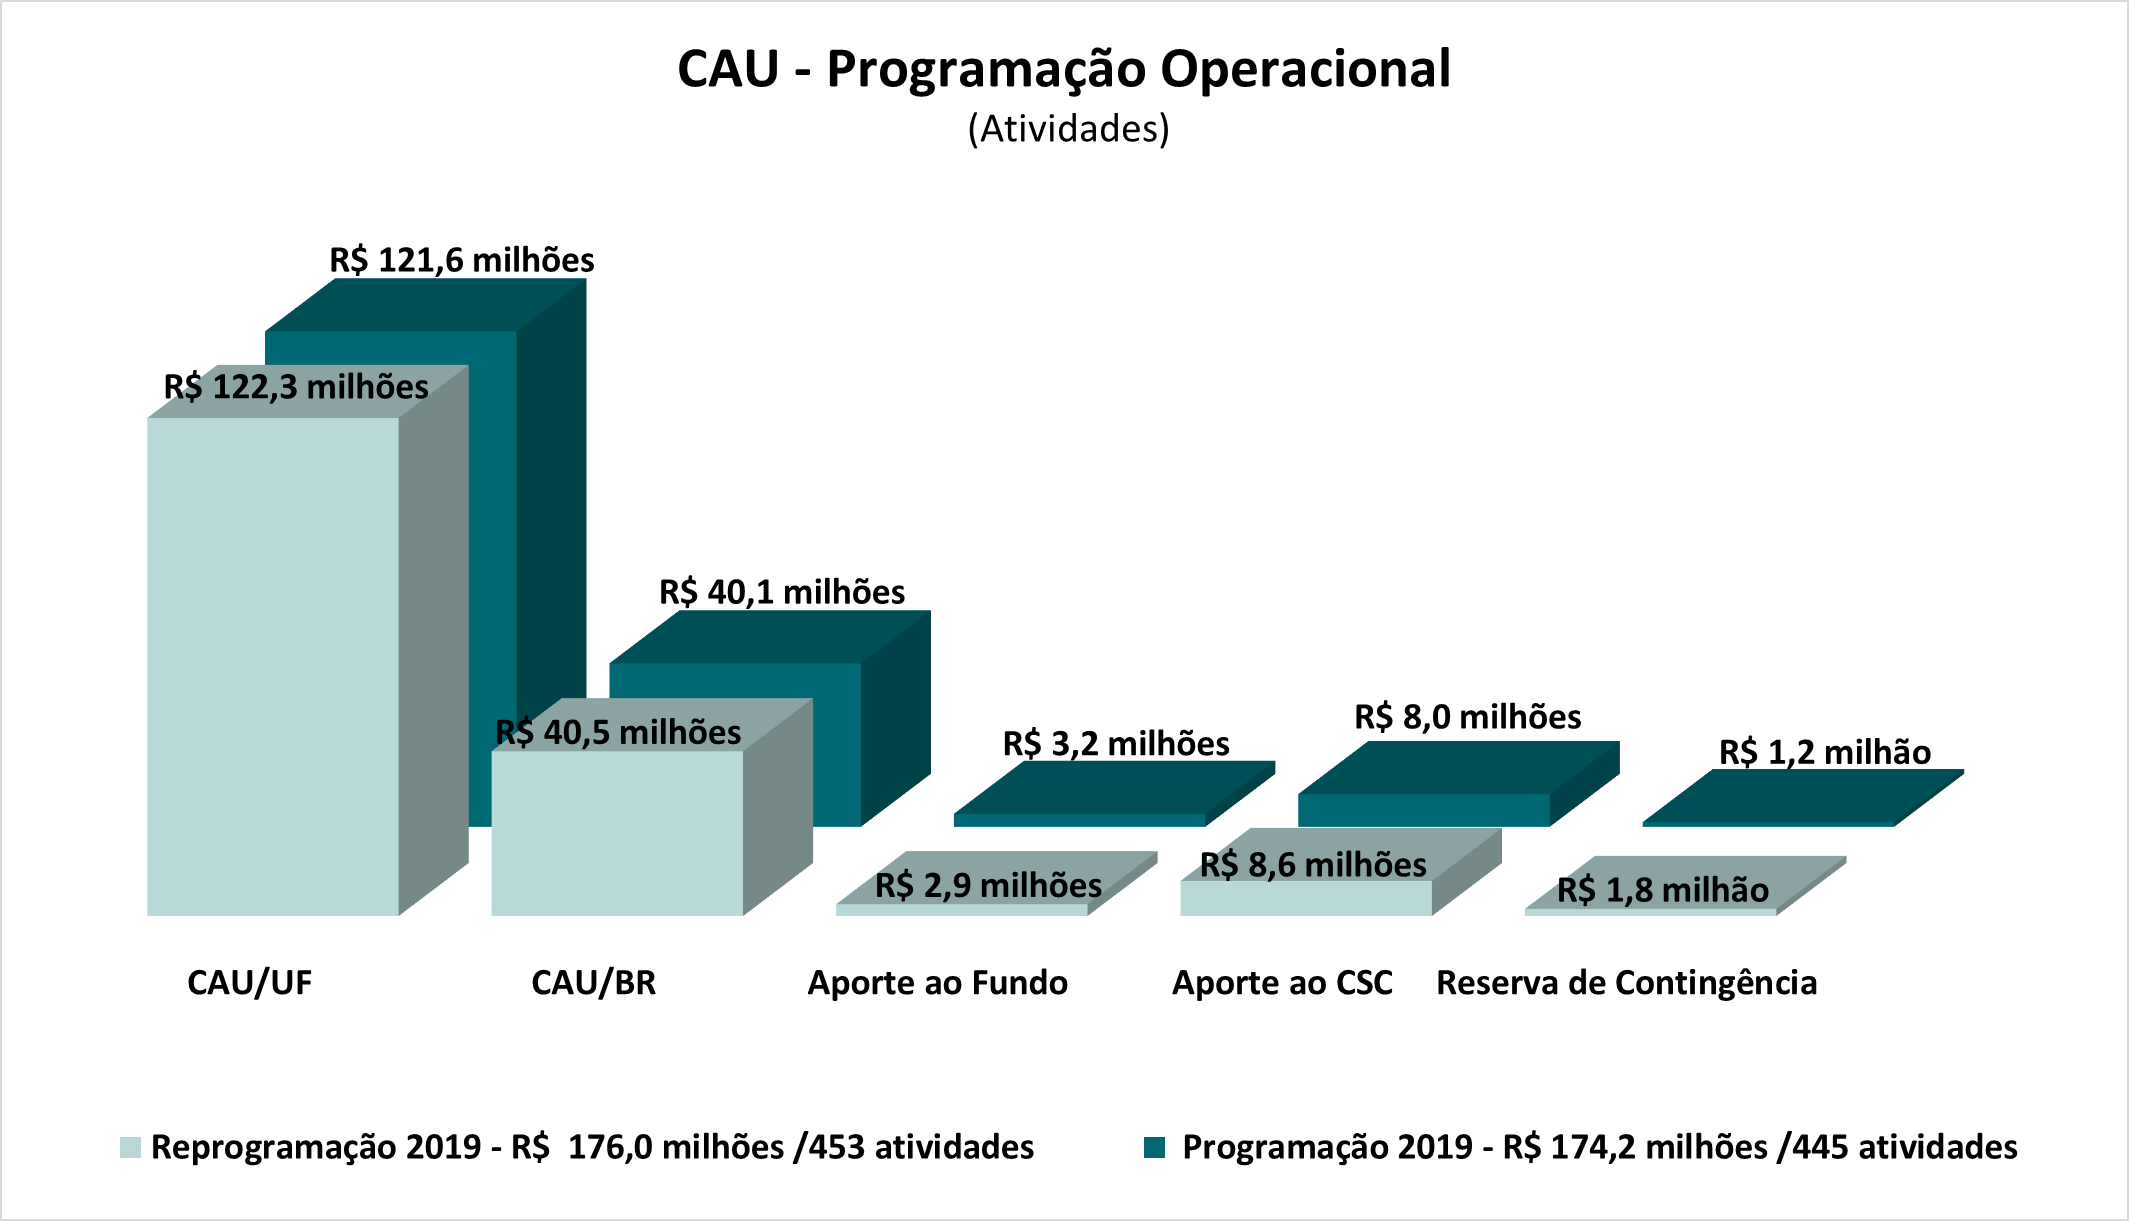 CAU - Programação Operacional
(Atividades)
R$ 121,6 milhões
R$ 122,3 milhões
R$ 40,1 milhões
R$ 40,5 milhões
R$ 3,2 milhões
R$ 2,9 milhões
R$ 8,0 milhões
R$ 8,6 milhões
R$ 1,2 milhão
R$ 1,8 milhão
CAU/UF
CAU/BR
Aporte ao Fundo
Aporte ao CSC
Reserva de Contingência
Reprogramação 2019 - R$  176,0 milhões /453 atividades
Programação 2019 - R$ 174,2 milhões /445 atividades